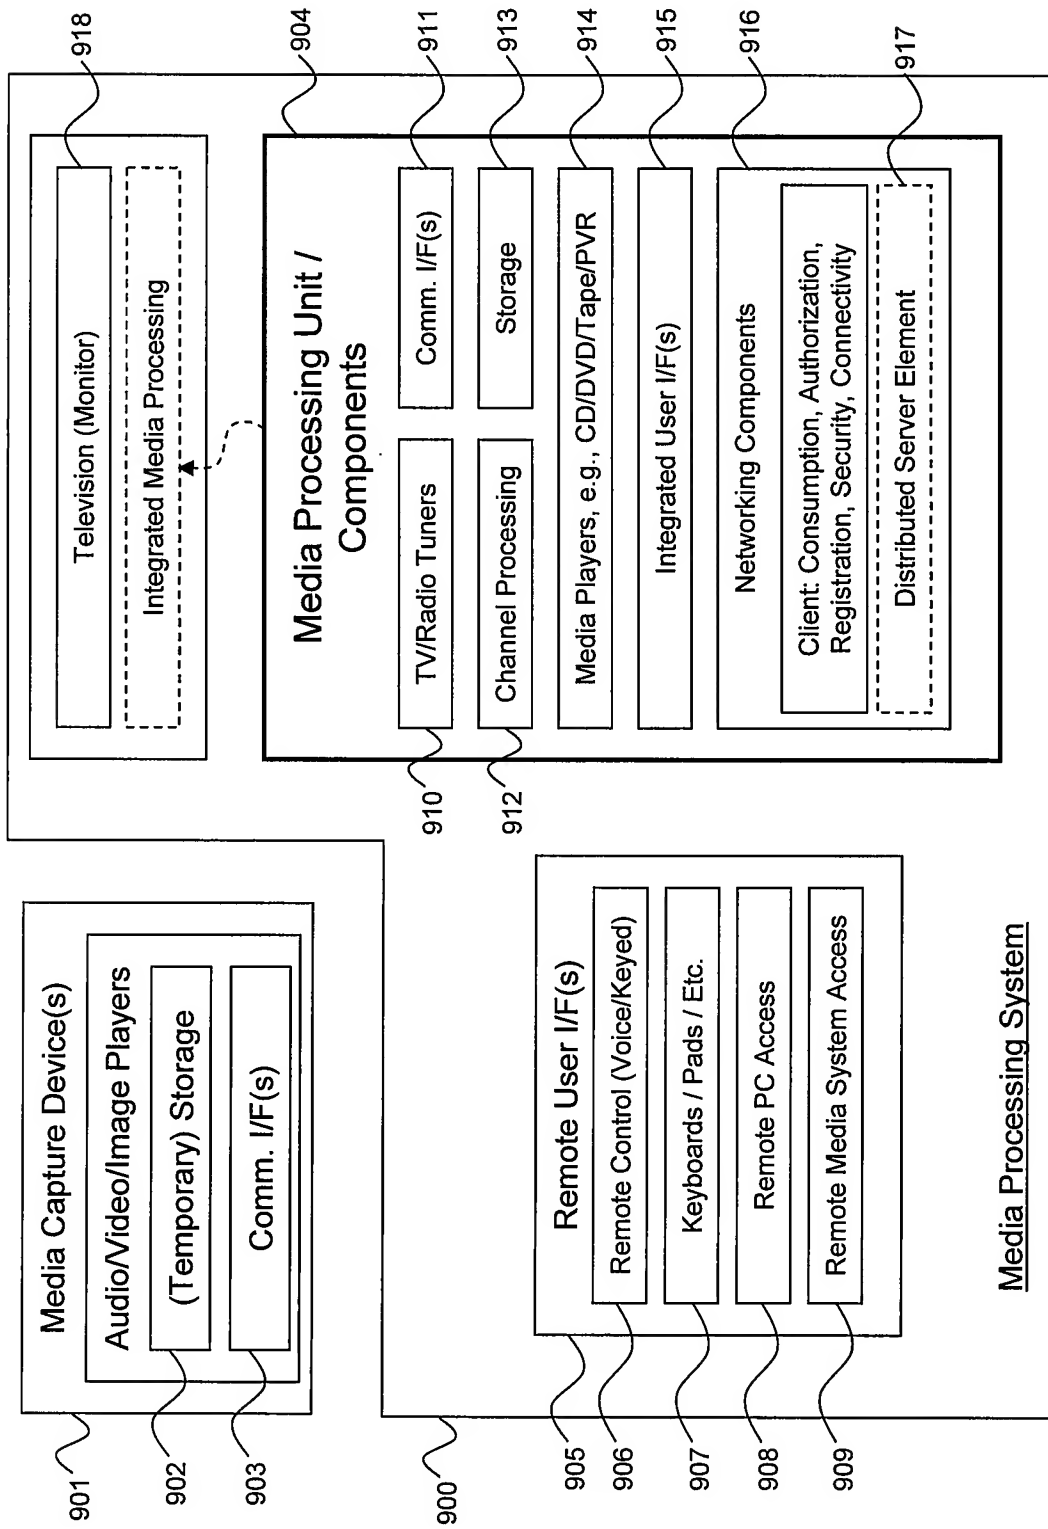 Media Capture Device(s)
Audio/Video/Image Players
(Temporary) Storage
Comm. I/F(s)
901
902
903
900
Remote User I/F(s)
Remote Control (Voice/Keyed)
Keyboards / Pads / Etc.
Remote PC Access
Remote Media System Access
905
906
907
908
909
Media Processing System
Television (Monitor)
Integrated Media Processing
918
Media Processing Unit /
Components
904
TV/Radio Tuners
Comm. I/F(s)
910
911
Channel Processing
Storage
912
913
Media Players, e.g., CD/DVD/Tape/PVR
914
Integrated User I/F(s)
915
Networking Components
916
Client: Consumption, Authorization,
Registration, Security, Connectivity
Distributed Server Element
917